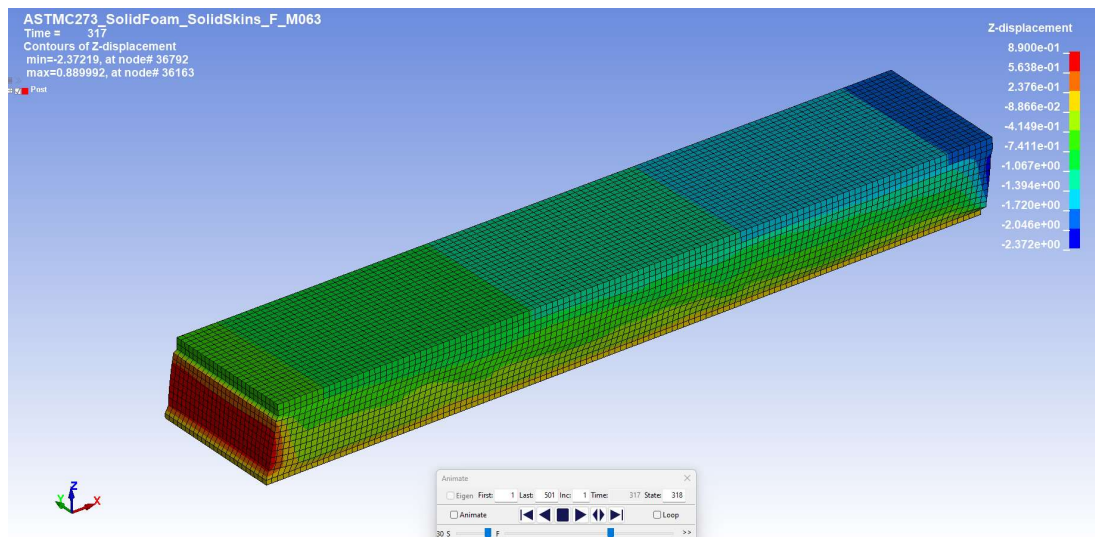 ASTMC273_SolidFoam_SolidSkins_F_M063
Time = 317
Contours of Z-displacement
min=-2.37219, at node# 36792
max=0.889992, at node# 36163
Post
Z-displacement
8.900e-01
5.638e-01
2.376e-01
-8.866e-02
-4.149e-01
-7.411e-01
-1.067e+00
-1.394e+00
-1.720e+00
-2.046e+00
-2.372e+00
Z
Y
X
Animate
Eigen First: 1 Last: 501 Inc: 1 Time: 317 State: 318
Animate Loop
30 S F >>